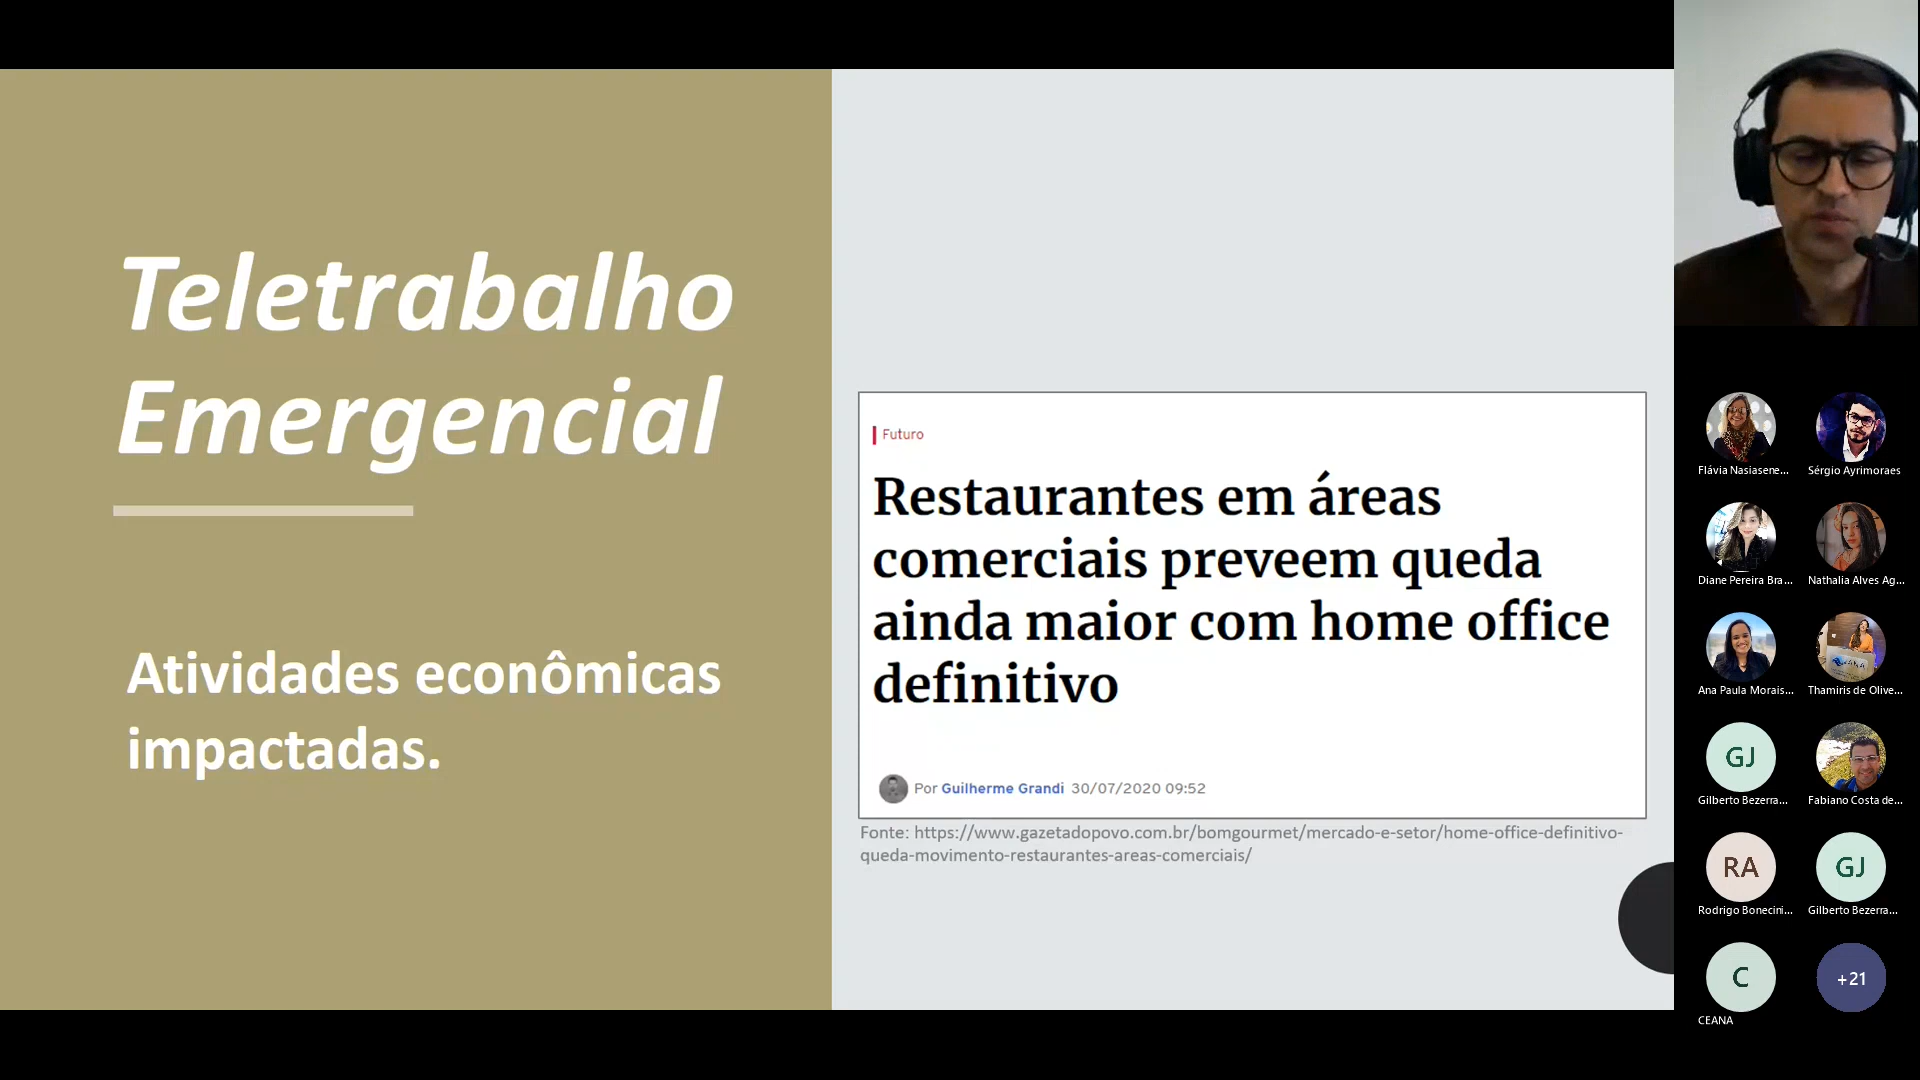 Teletrabalho
Emergencial
Atividades econômicas
impactadas.
Futuro
Restaurantes em áreas
comerciais preveem queda
ainda maior com home office
definitivo
Por Guilherme Grandi 30/07/2020 09:52
Fonte: https://www.gazetadopovo.com.br/bomgourmet/mercado-e-setor/home-office-definitivo-
queda-movimento-restaurantes-areas-comerciais/
Flávia Nasiasene...
Sérgio Ayrimoraes
Diane Pereira Bra...
Nathalia Alves Ag...
Ana Paula Morais...
Thamiris de Olive...
GJ
Gilberto Bezerra...
Fabiano Costa de...
RA
Rodrigo Bonecini...
GJ
Gilberto Bezerra...
C
CEANA
+21